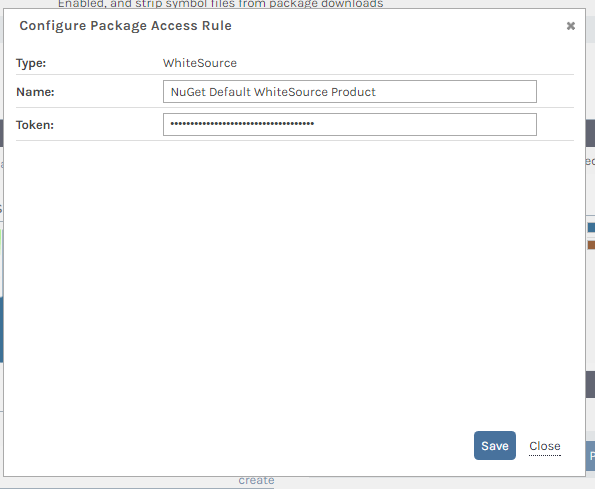 Enabled, and strip symbol files from package downloads
Configure Package Access Rule
Type: WhiteSource
Name: NuGet Default WhiteSource Product
Token: ••••••••••••••••••••••••••••••••••••
Save Close
create